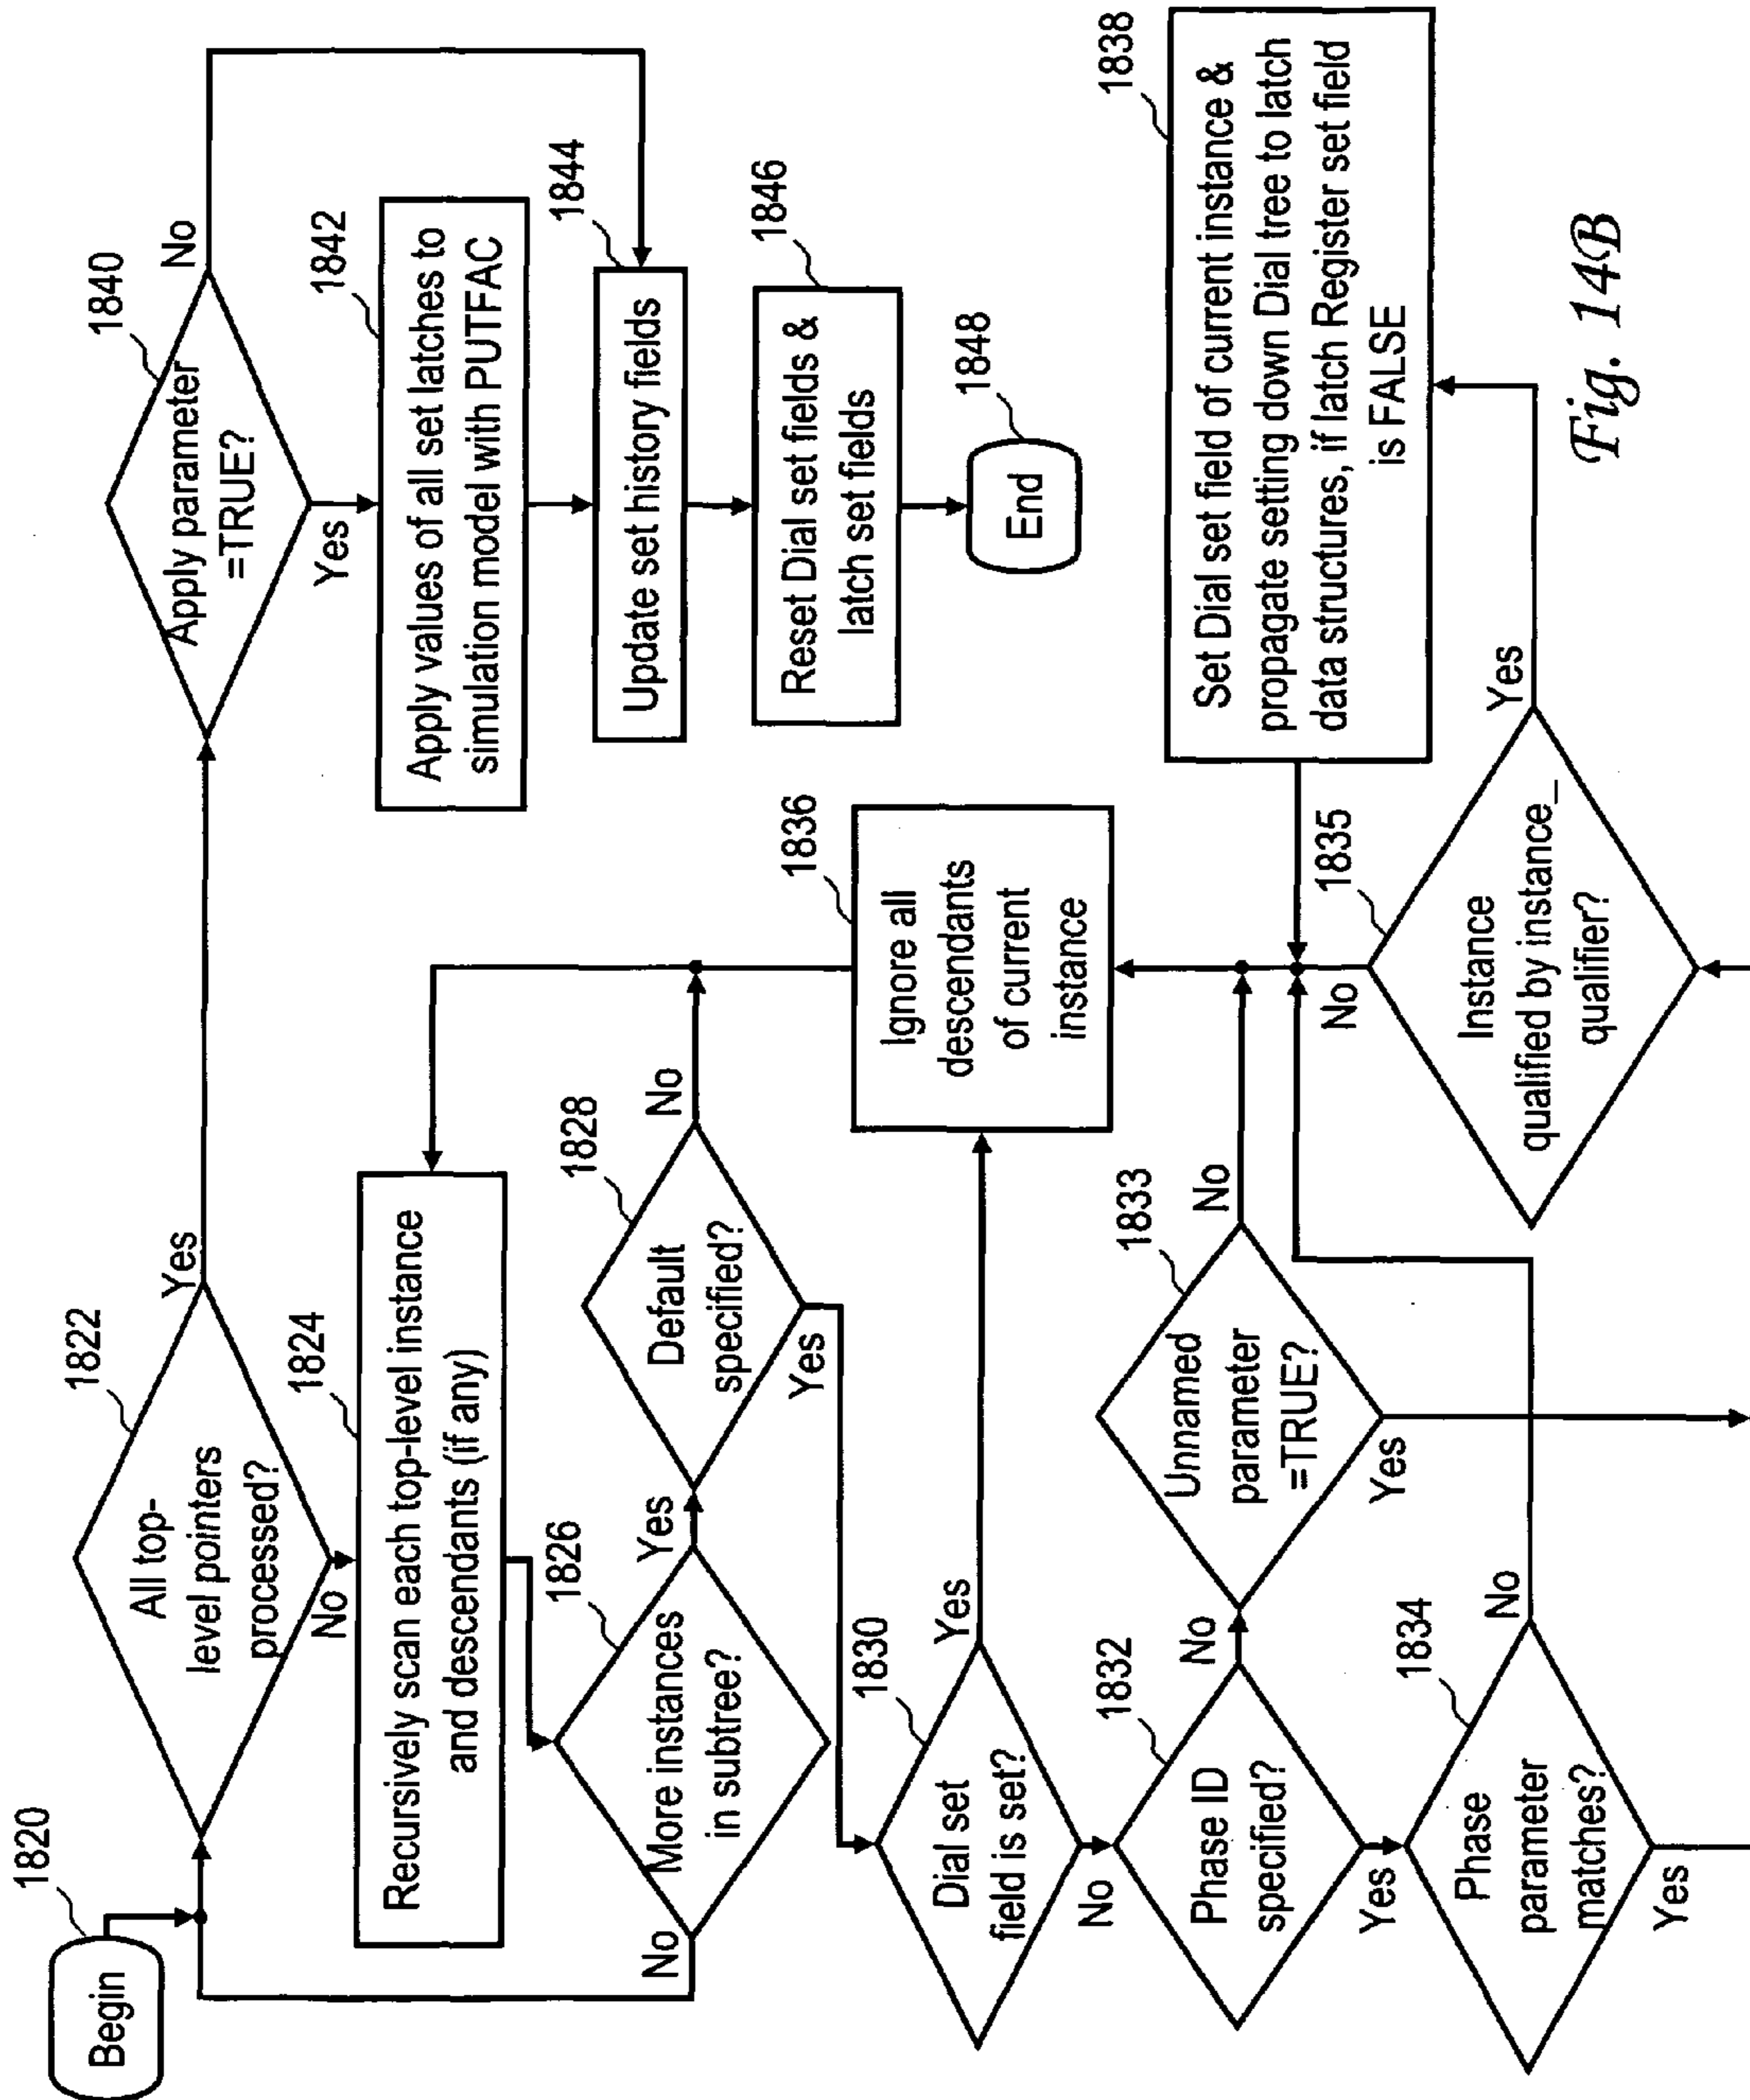 Begin
1820
All top-
level pointers
processed?
1822
Yes
No
Recursively scan each top-level instance
and descendants (if any)
1824
More instances
in subtree?
1826
Yes
No
Default
specified?
1828
No
Yes
Dial set
field is set?
1830
Yes
No
Phase ID
specified?
1832
No
Yes
Unnamed
parameter
=TRUE?
1833
No
Yes
Phase
parameter
matches?
1834
No
Yes
Instance
qualified by instance_
qualifier?
1835
No
Yes
Ignore all
descendants
of current
instance
1836
Set Dial set field of current instance &
propagate setting down Dial tree to latch
data structures, if latch Register set field
is FALSE
1838
Apply parameter
=TRUE?
1840
No
Yes
Apply values of all set latches to
simulation model with PUTFAC
1842
Update set history fields
1844
Reset Dial set fields &
latch set fields
1846
End
1848
Fig. 14B